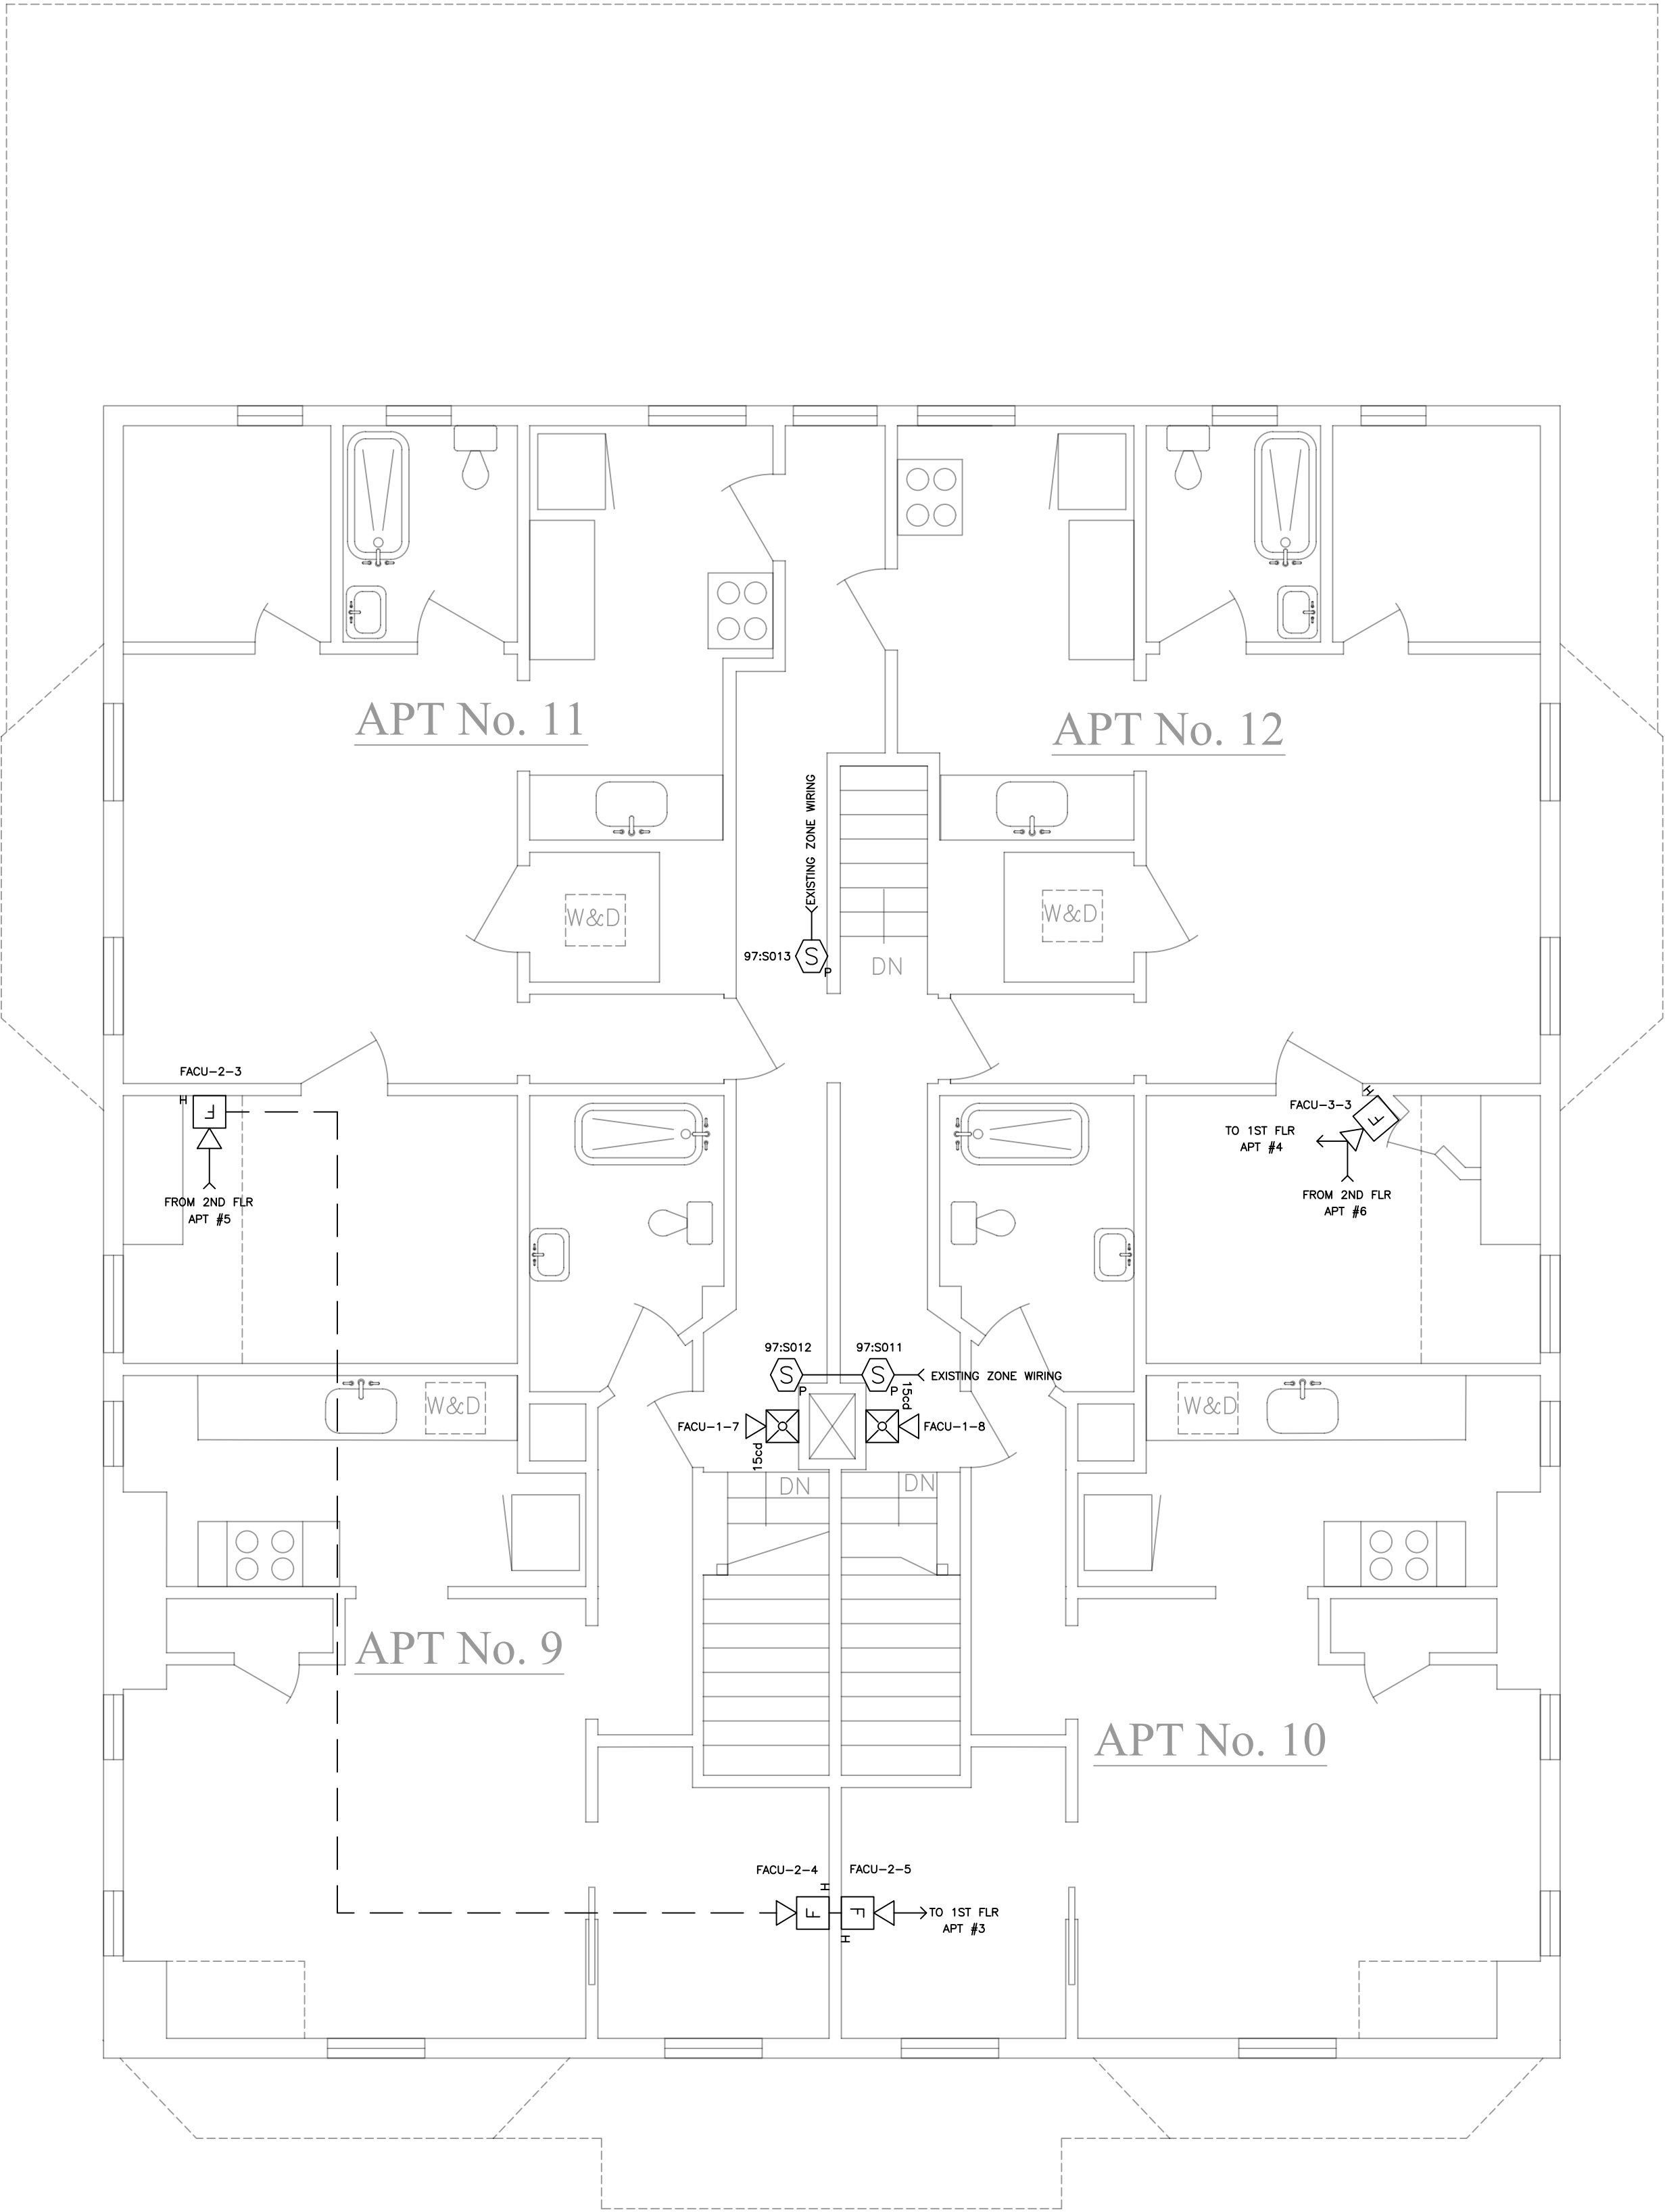 APT No. 11
APT No. 12
EXISTING ZONE WIRING
W&D
W&D
97:S013
S
P
DN
FACU-2-3
H
F
FROM 2ND FLR
APT #5
H
FACU-3-3
F
TO 1ST FLR
APT #4
FROM 2ND FLR
APT #6
97:S012
97:S011
S
S
P
P
EXISTING ZONE WIRING
15cd
W&D
W&D
FACU-1-7
FACU-1-8
15cd
DN
DN
APT No. 9
APT No. 10
FACU-2-4
FACU-2-5
H
F
F
H
TO 1ST FLR
APT #3